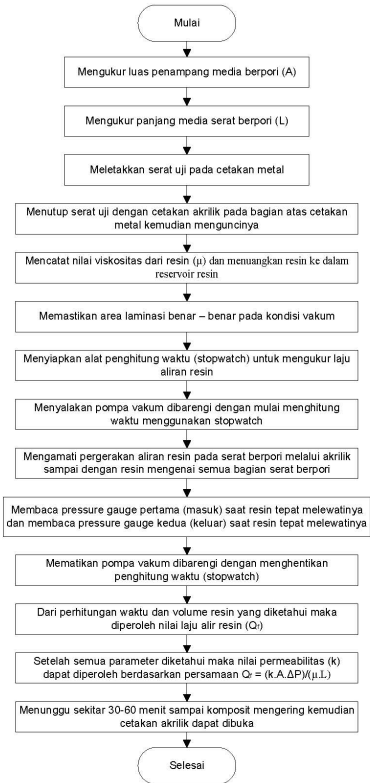 Mulai
Mengukur luas penampang media berpori (A)
Mengukur panjang media serat berpori (L)
Meletakkan serat uji pada cetakan metal
Menutup serat uji dengan cetakan akrilik pada bagian atas cetakan
metal kemudian menguncinya
Mencatat nilai viskositas dari resin (μ) dan menuangkan resin ke dalam
reservoir resin
Memastikan area laminasi benar – benar pada kondisi vakum
Menyiapkan alat penghitung waktu (stopwatch) untuk mengukur laju
aliran resin
Menyalakan pompa vakum dibarengi dengan mulai menghitung
waktu menggunakan stopwatch
Mengamati pergerakan aliran resin pada serat berpori melalui akrilik
sampai dengan resin mengenai semua bagian serat berpori
Membaca pressure gauge pertama (masuk) saat resin tepat melewatinya
dan membaca pressure gauge kedua (keluar) saat resin tepat melewatinya
Mematikan pompa vakum dibarengi dengan menghentikan
penghitung waktu (stopwatch)
Dari perhitungan waktu dan volume resin yang diketahui maka
diperoleh nilai laju alir resin (Qf)
Setelah semua parameter diketahui maka nilai permeabilitas (k)
dapat diperoleh berdasarkan persamaan Qf = (k.A.ΔP)/(μ.L)
Menunggu sekitar 30-60 menit sampai komposit mengering kemudian
cetakan akrilik dapat dibuka
Selesai